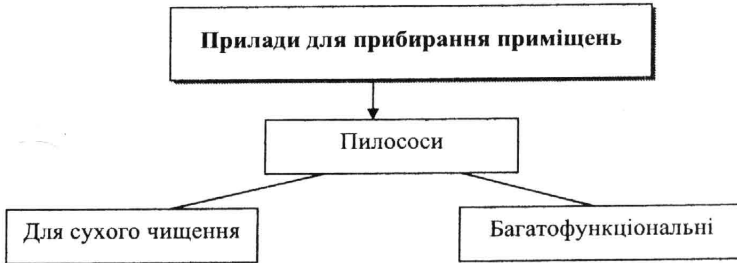 Прилади для прибирання приміщень
Пилососи
Для сухого чищення
Багатофункціональні